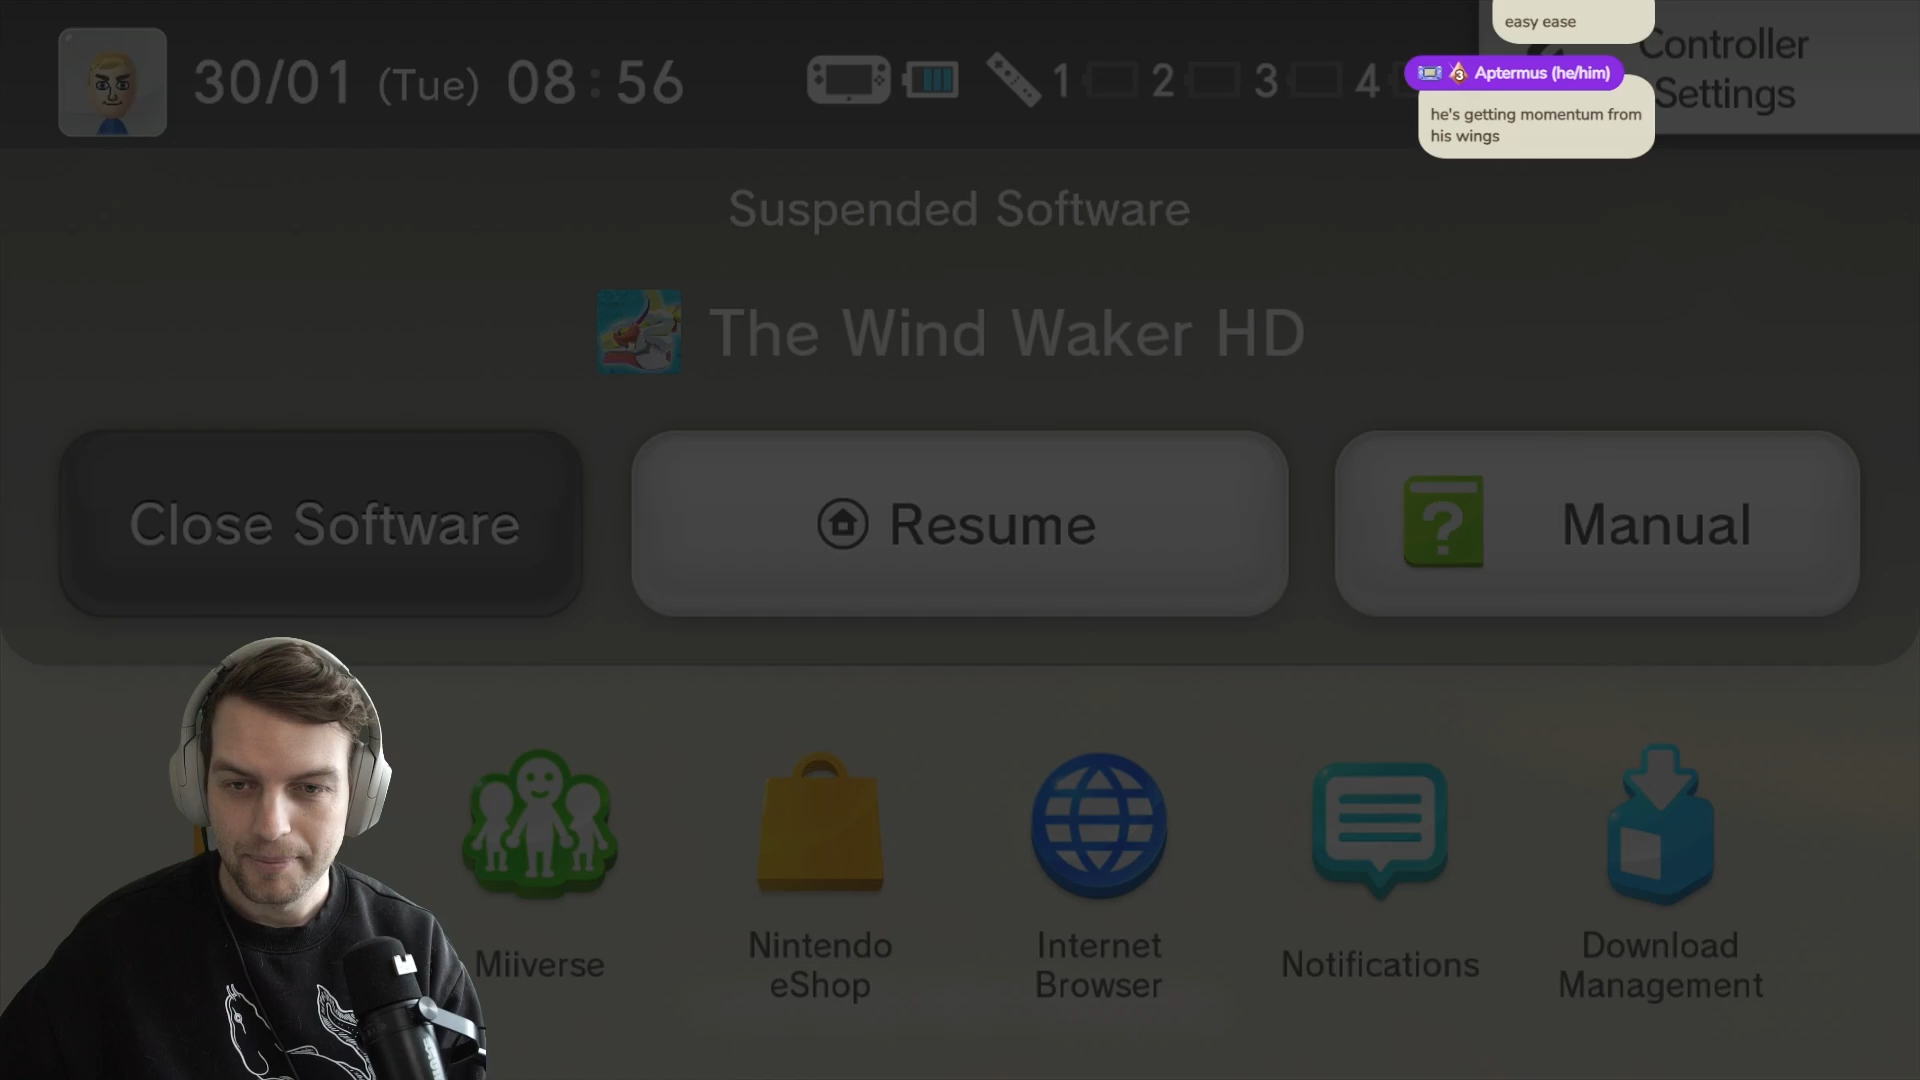 30/01 (Tue) 08:56
1 2 3 4
Controller
Settings
easy ease
Aptermus (he/him)
he's getting momentum from
his wings
Suspended Software
The Wind Waker HD
Close Software
Resume
? Manual
Miiverse
Nintendo
eShop
Internet
Browser
Notifications
Download
Management